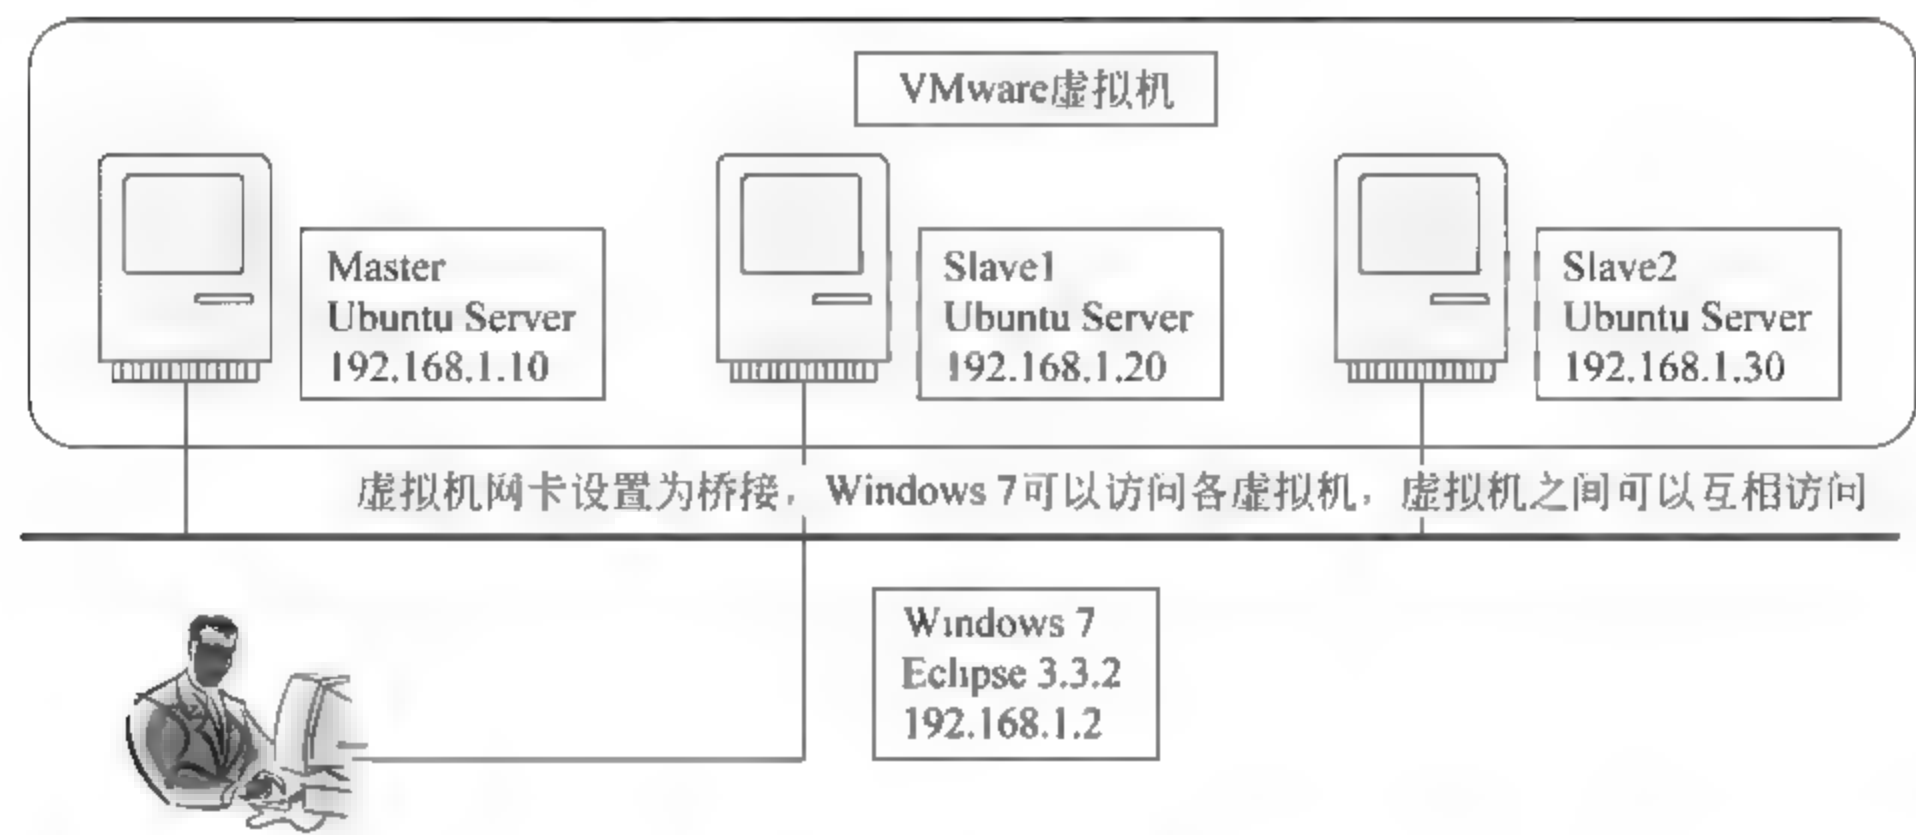 VMware虚拟机
Master
Ubuntu Server
192.168.1.10
Slave1
Ubuntu Server
192.168.1.20
Slave2
Ubuntu Server
192.168.1.30
虚拟机网卡设置为桥接，Windows 7可以访问各虚拟机，虚拟机之间可以互相访问
Windows 7
Eclipse 3.3.2
192.168.1.2